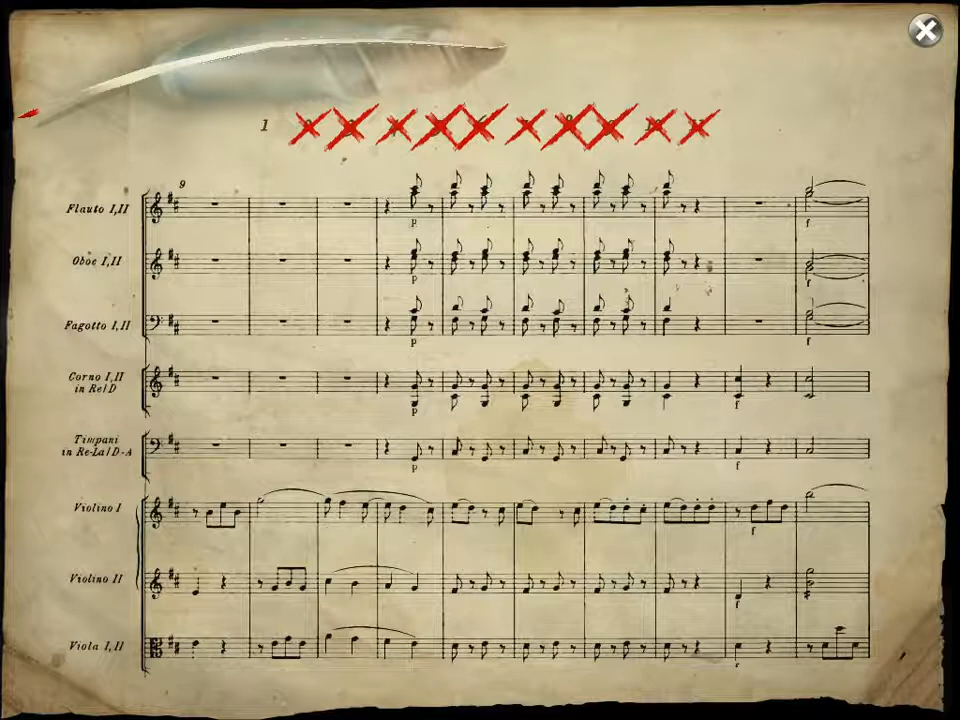 1
9
Flauto I,II
p
f
Oboe I,II
p
f
Fagotto I,II
p
f
Corno I,II
in Re/D
p
f
Timpani
in Re-La/D-A
p
f
Violino I
f
Violino II
f
Viola I,II
f